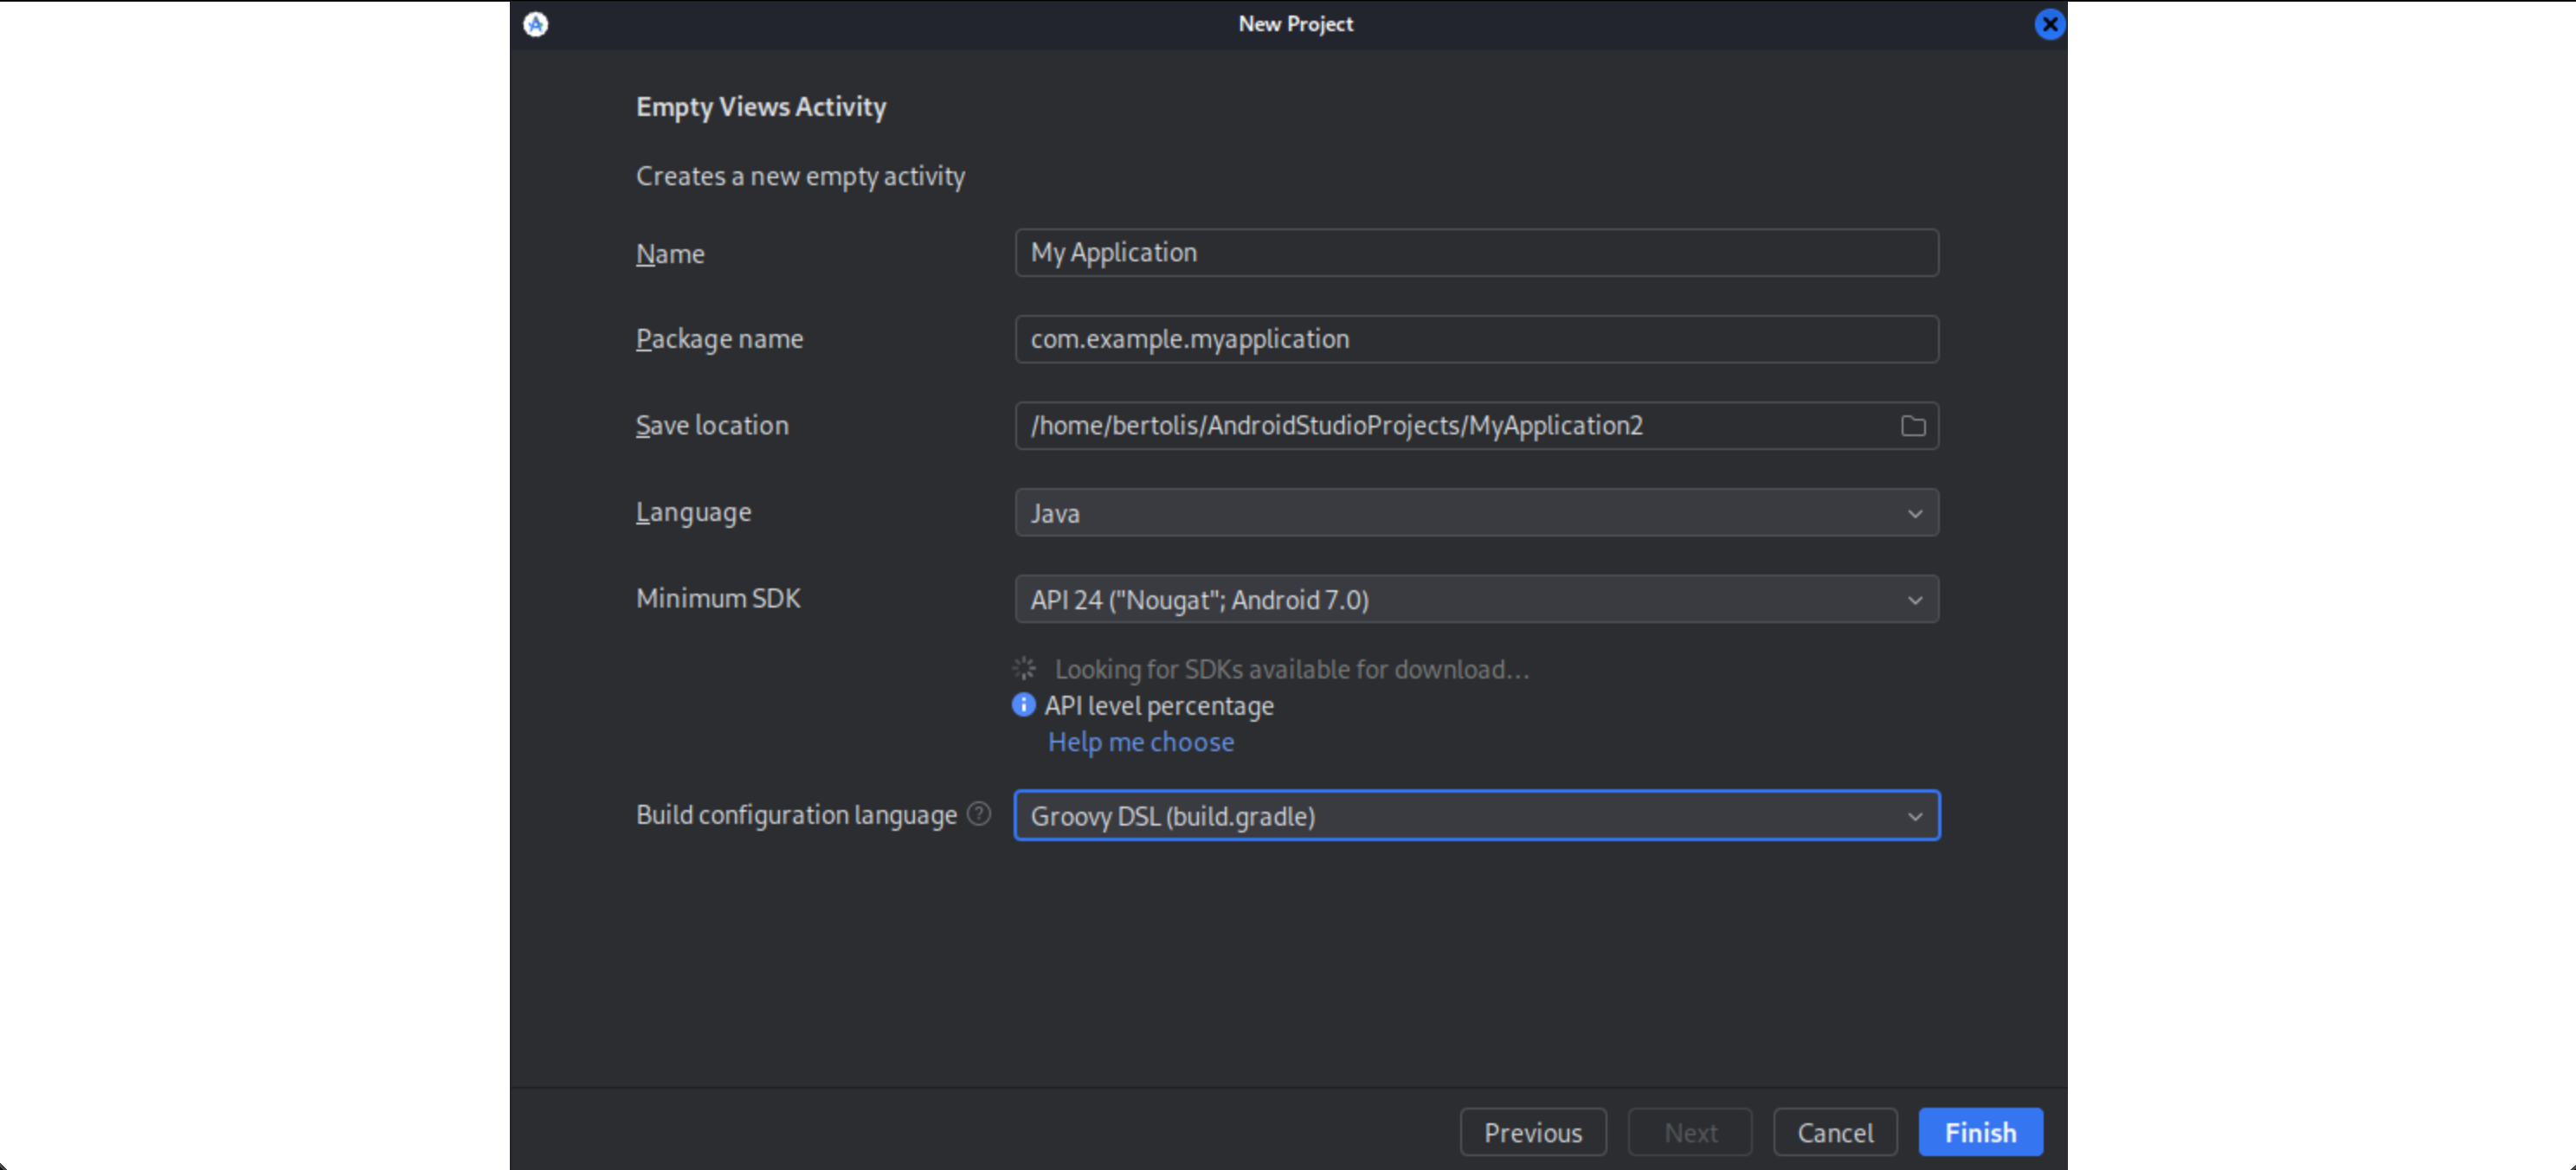 New Project
Empty Views Activity
Creates a new empty activity
Name My Application
Package name com.example.myapplication
Save location /home/bertolis/AndroidStudioProjects/MyApplication2
Language Java
Minimum SDK API 24 ("Nougat"; Android 7.0)
Looking for SDKs available for download...
API level percentage
Help me choose
Build configuration language ? Groovy DSL (build.gradle)
Previous Next Cancel Finish